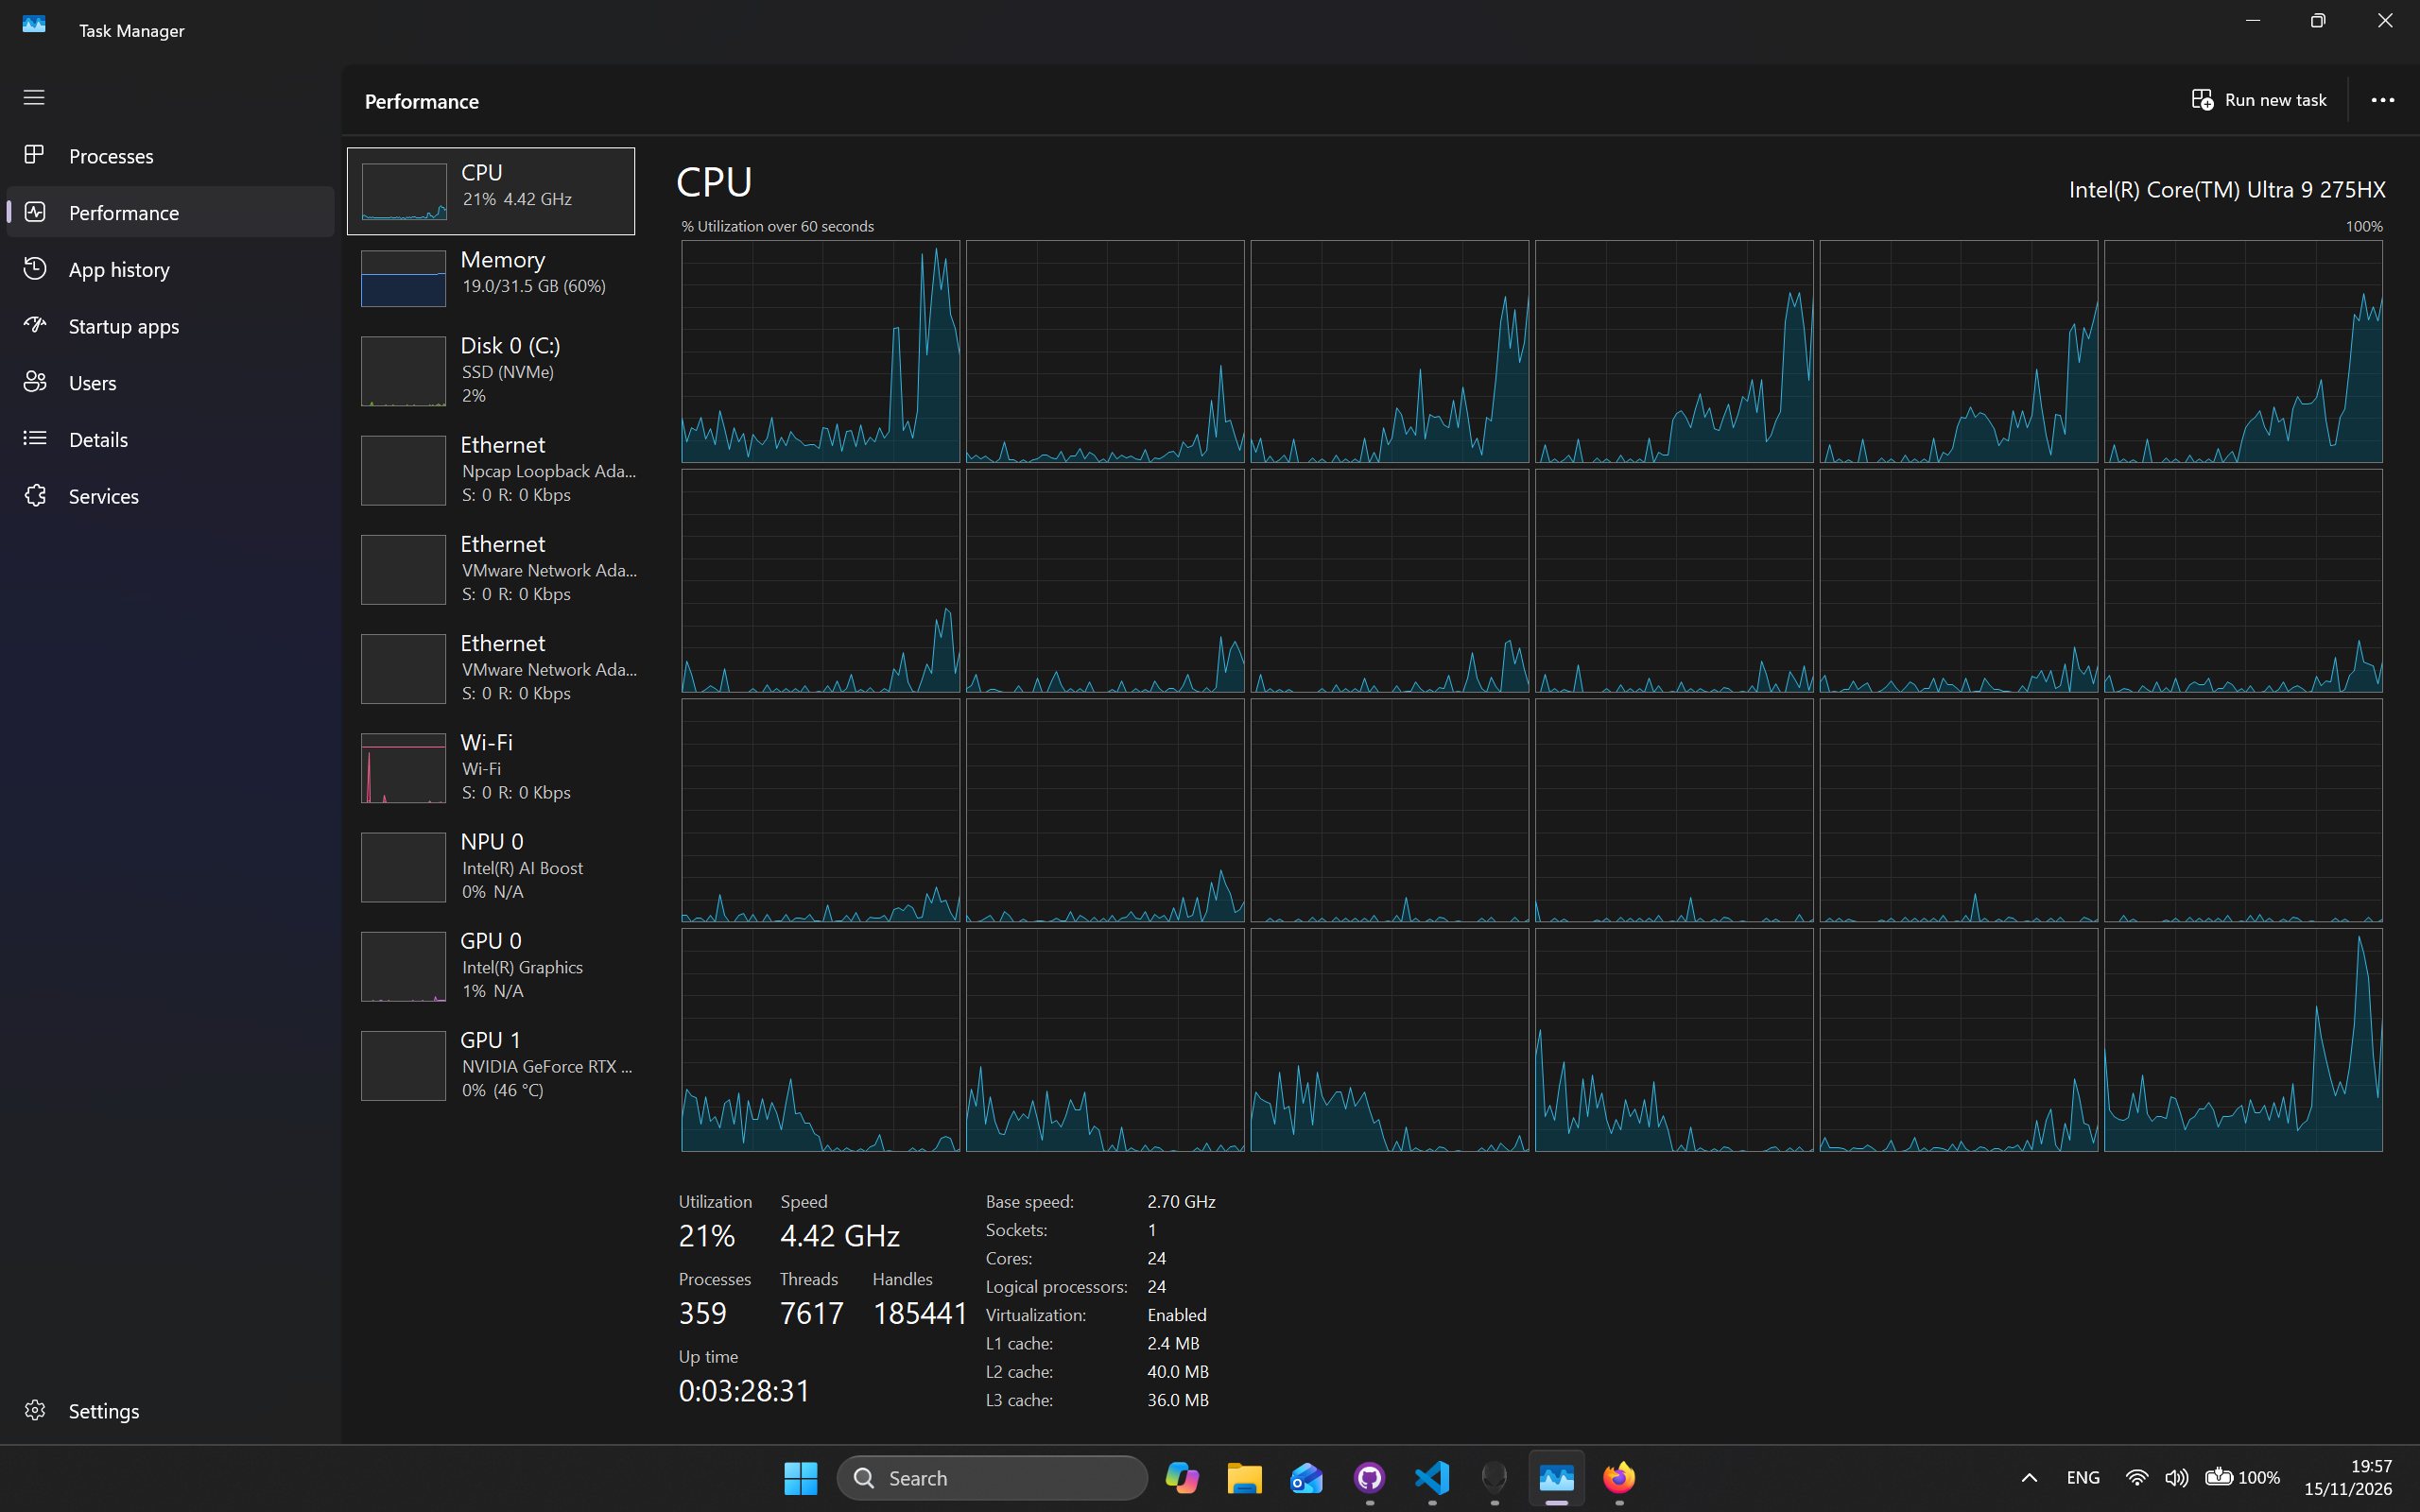 Task Manager
Performance
Run new task
Processes
Performance
App history
Startup apps
Users
Details
Services
Settings
CPU
21% 4.42 GHz
Memory
19.0/31.5 GB (60%)
Disk 0 (C:)
SSD (NVMe)
2%
Ethernet
Npcap Loopback Ada...
S: 0 R: 0 Kbps
Ethernet
VMware Network Ada...
S: 0 R: 0 Kbps
Ethernet
VMware Network Ada...
S: 0 R: 0 Kbps
Wi-Fi
Wi-Fi
S: 0 R: 0 Kbps
NPU 0
Intel(R) AI Boost
0% N/A
GPU 0
Intel(R) Graphics
1% N/A
GPU 1
NVIDIA GeForce RTX ...
0% (46 °C)
CPU
Intel(R) Core(TM) Ultra 9 275HX
% Utilization over 60 seconds
100%
Utilization Speed
21% 4.42 GHz
Processes Threads Handles
359 7617 185441
Up time
0:03:28:31
Base speed: 2.70 GHz
Sockets: 1
Cores: 24
Logical processors: 24
Virtualization: Enabled
L1 cache: 2.4 MB
L2 cache: 40.0 MB
L3 cache: 36.0 MB
Search
ENG
100%
19:57
15/11/2026